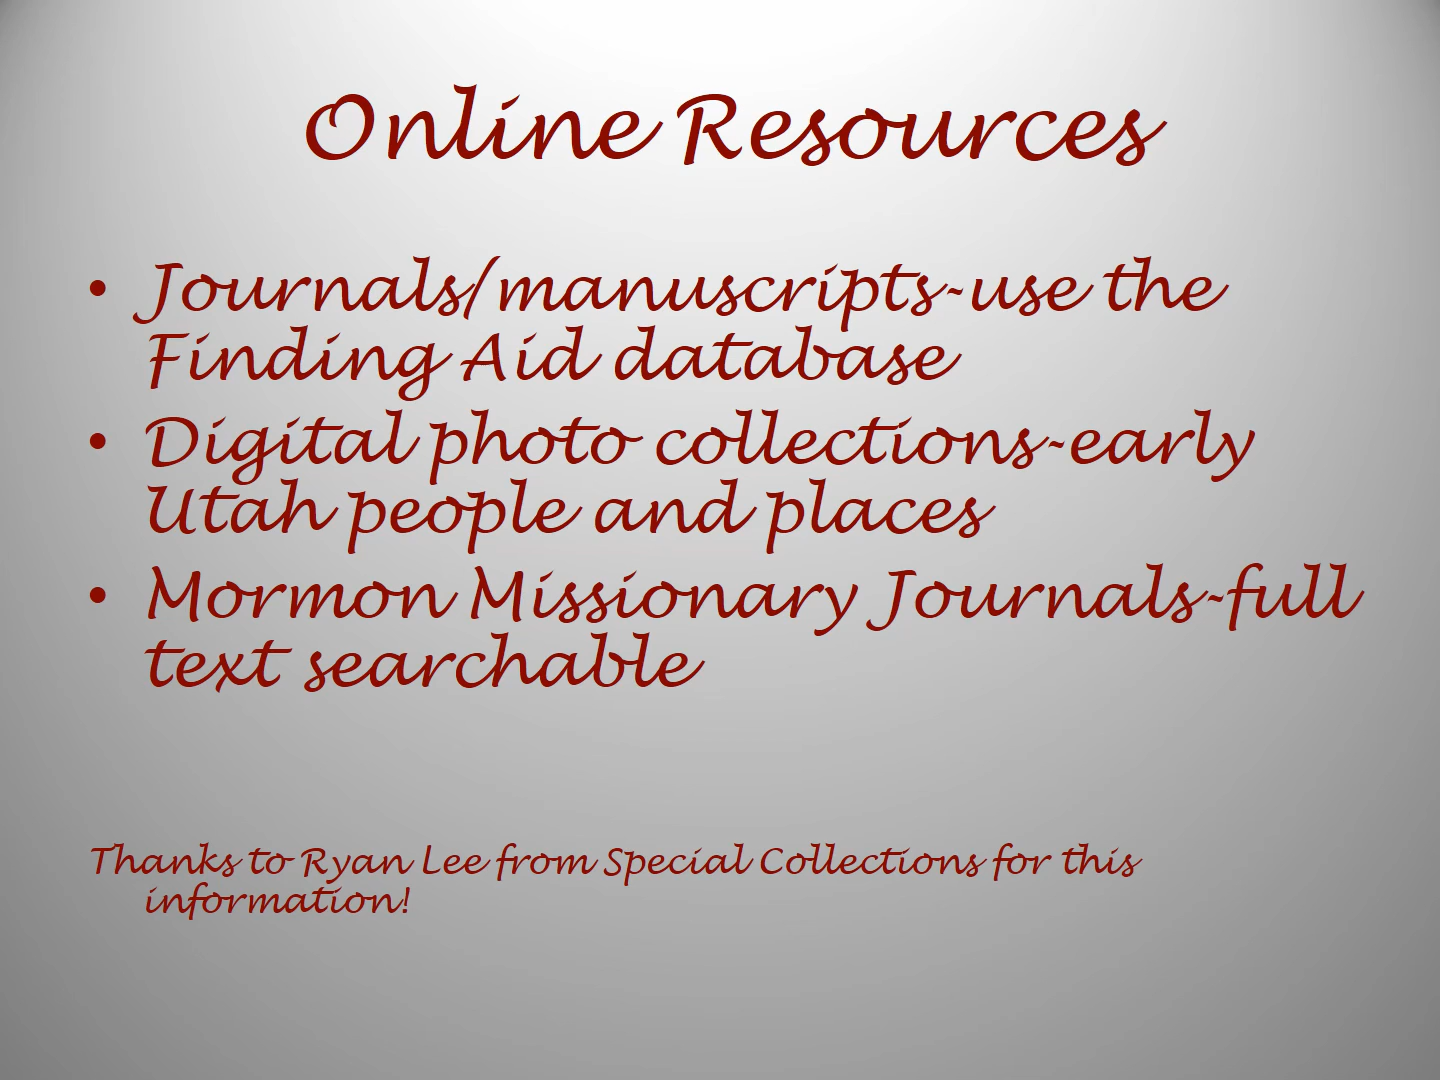 Online Resources
• Journals/manuscripts-use the
Finding Aid database
• Digital photo collections-early
Utah people and places
• Mormon Missionary Journals-full
text searchable
Thanks to Ryan Lee from Special Collections for this
information!